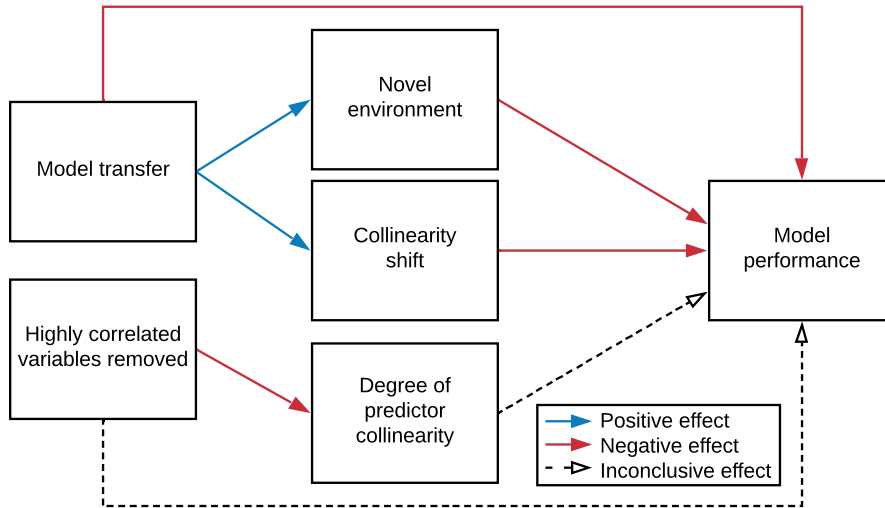 Novel
environment
Model transfer
Collinearity
shift
Model
performance
Highly correlated
variables removed
Degree of
predictor
collinearity
Positive effect
Negative effect
Inconclusive effect